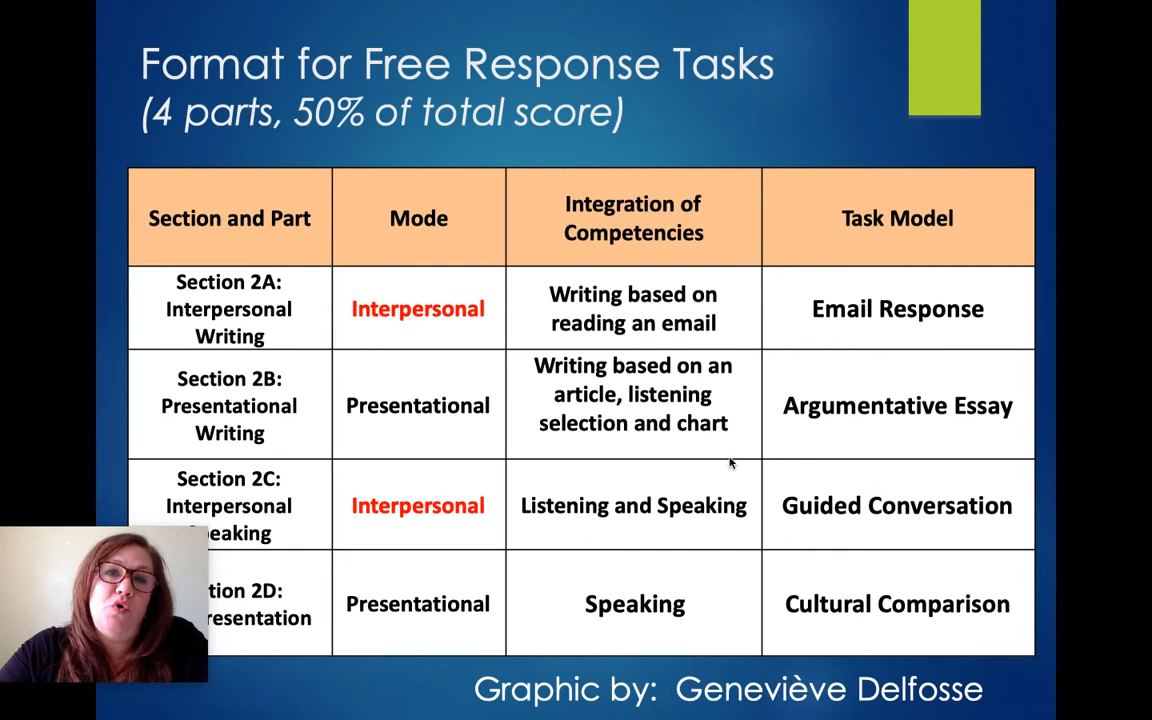 Format for Free Response Tasks
(4 parts, 50% of total score)
Section and Part
Mode
Integration of
Competencies
Task Model
Section 2A:
Interpersonal
Writing
Interpersonal
Writing based on
reading an email
Email Response
Section 2B:
Presentational
Writing
Presentational
Writing based on an
article, listening
selection and chart
Argumentative Essay
Section 2C:
Interpersonal
Interpersonal
Listening and Speaking
Guided Conversation
2D:
Presentational
Speaking
Cultural Comparison
Graphic by: Geneviève Delfosse